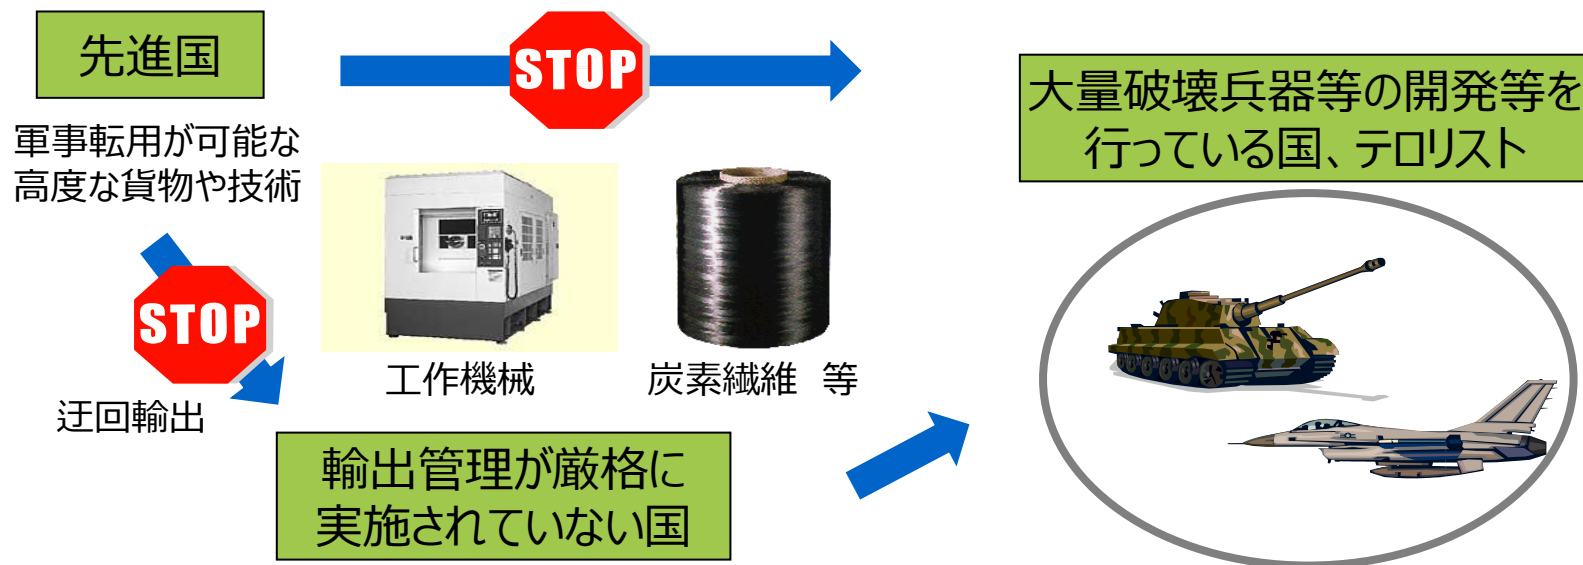 先進国
STOP
大量破壊兵器等の開発等を
行っている国、テロリスト
軍事転用が可能な
高度な貨物や技術
STOP
工作機械
炭素繊維 等
迂回輸出
輸出管理が厳格に
実施されていない国